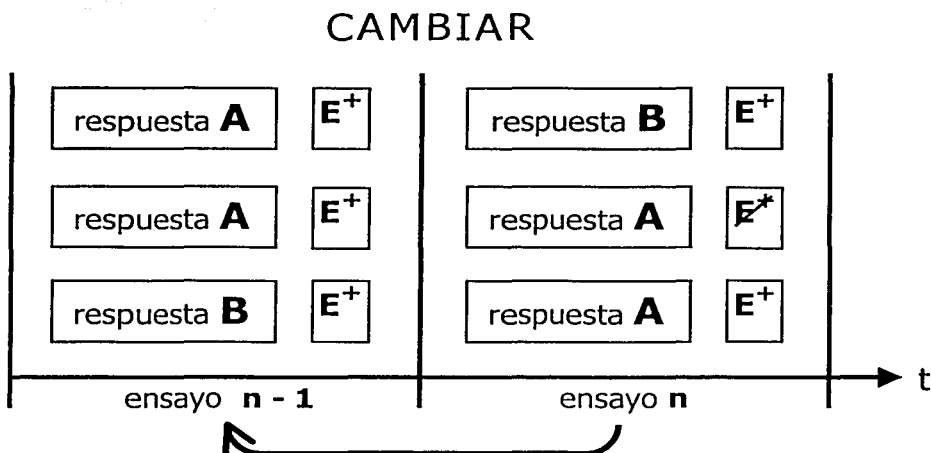 CAMBIAR
respuesta A E+ respuesta B E+
respuesta A E+ respuesta A E+
respuesta B E+ respuesta A E+
t
ensayo n - 1 ensayo n